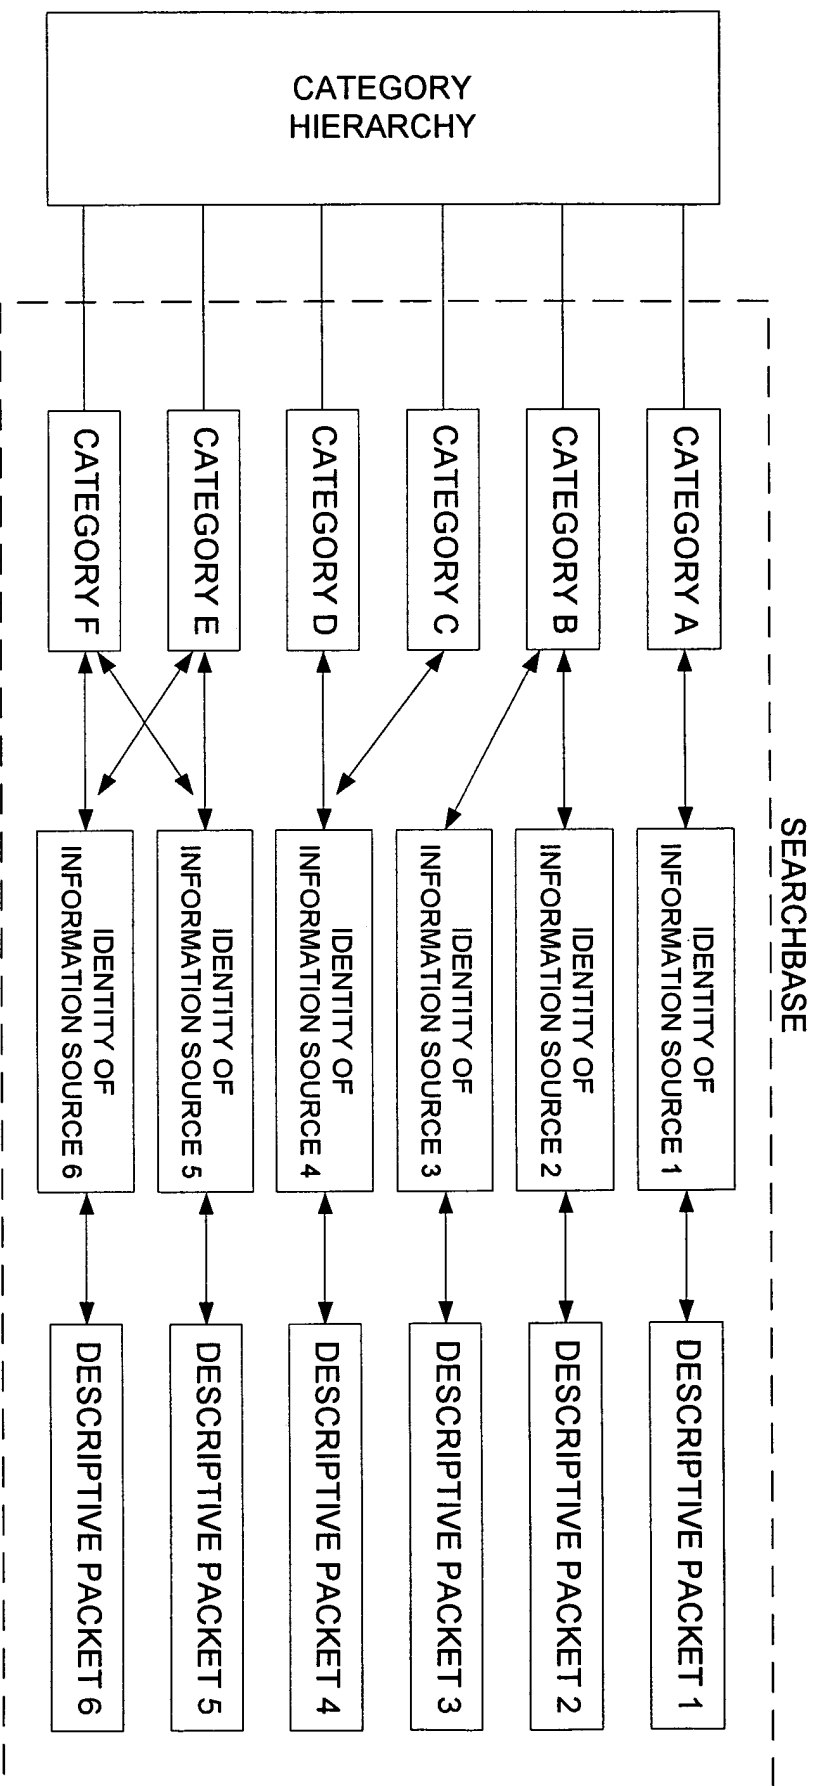 CATEGORY
HIERARCHY
SEARCHBASE
CATEGORY A
IDENTITY OF
INFORMATION SOURCE 1
DESCRIPTIVE PACKET 1
CATEGORY B
IDENTITY OF
INFORMATION SOURCE 2
DESCRIPTIVE PACKET 2
CATEGORY C
IDENTITY OF
INFORMATION SOURCE 3
DESCRIPTIVE PACKET 3
CATEGORY D
IDENTITY OF
INFORMATION SOURCE 4
DESCRIPTIVE PACKET 4
CATEGORY E
IDENTITY OF
INFORMATION SOURCE 5
DESCRIPTIVE PACKET 5
CATEGORY F
IDENTITY OF
INFORMATION SOURCE 6
DESCRIPTIVE PACKET 6